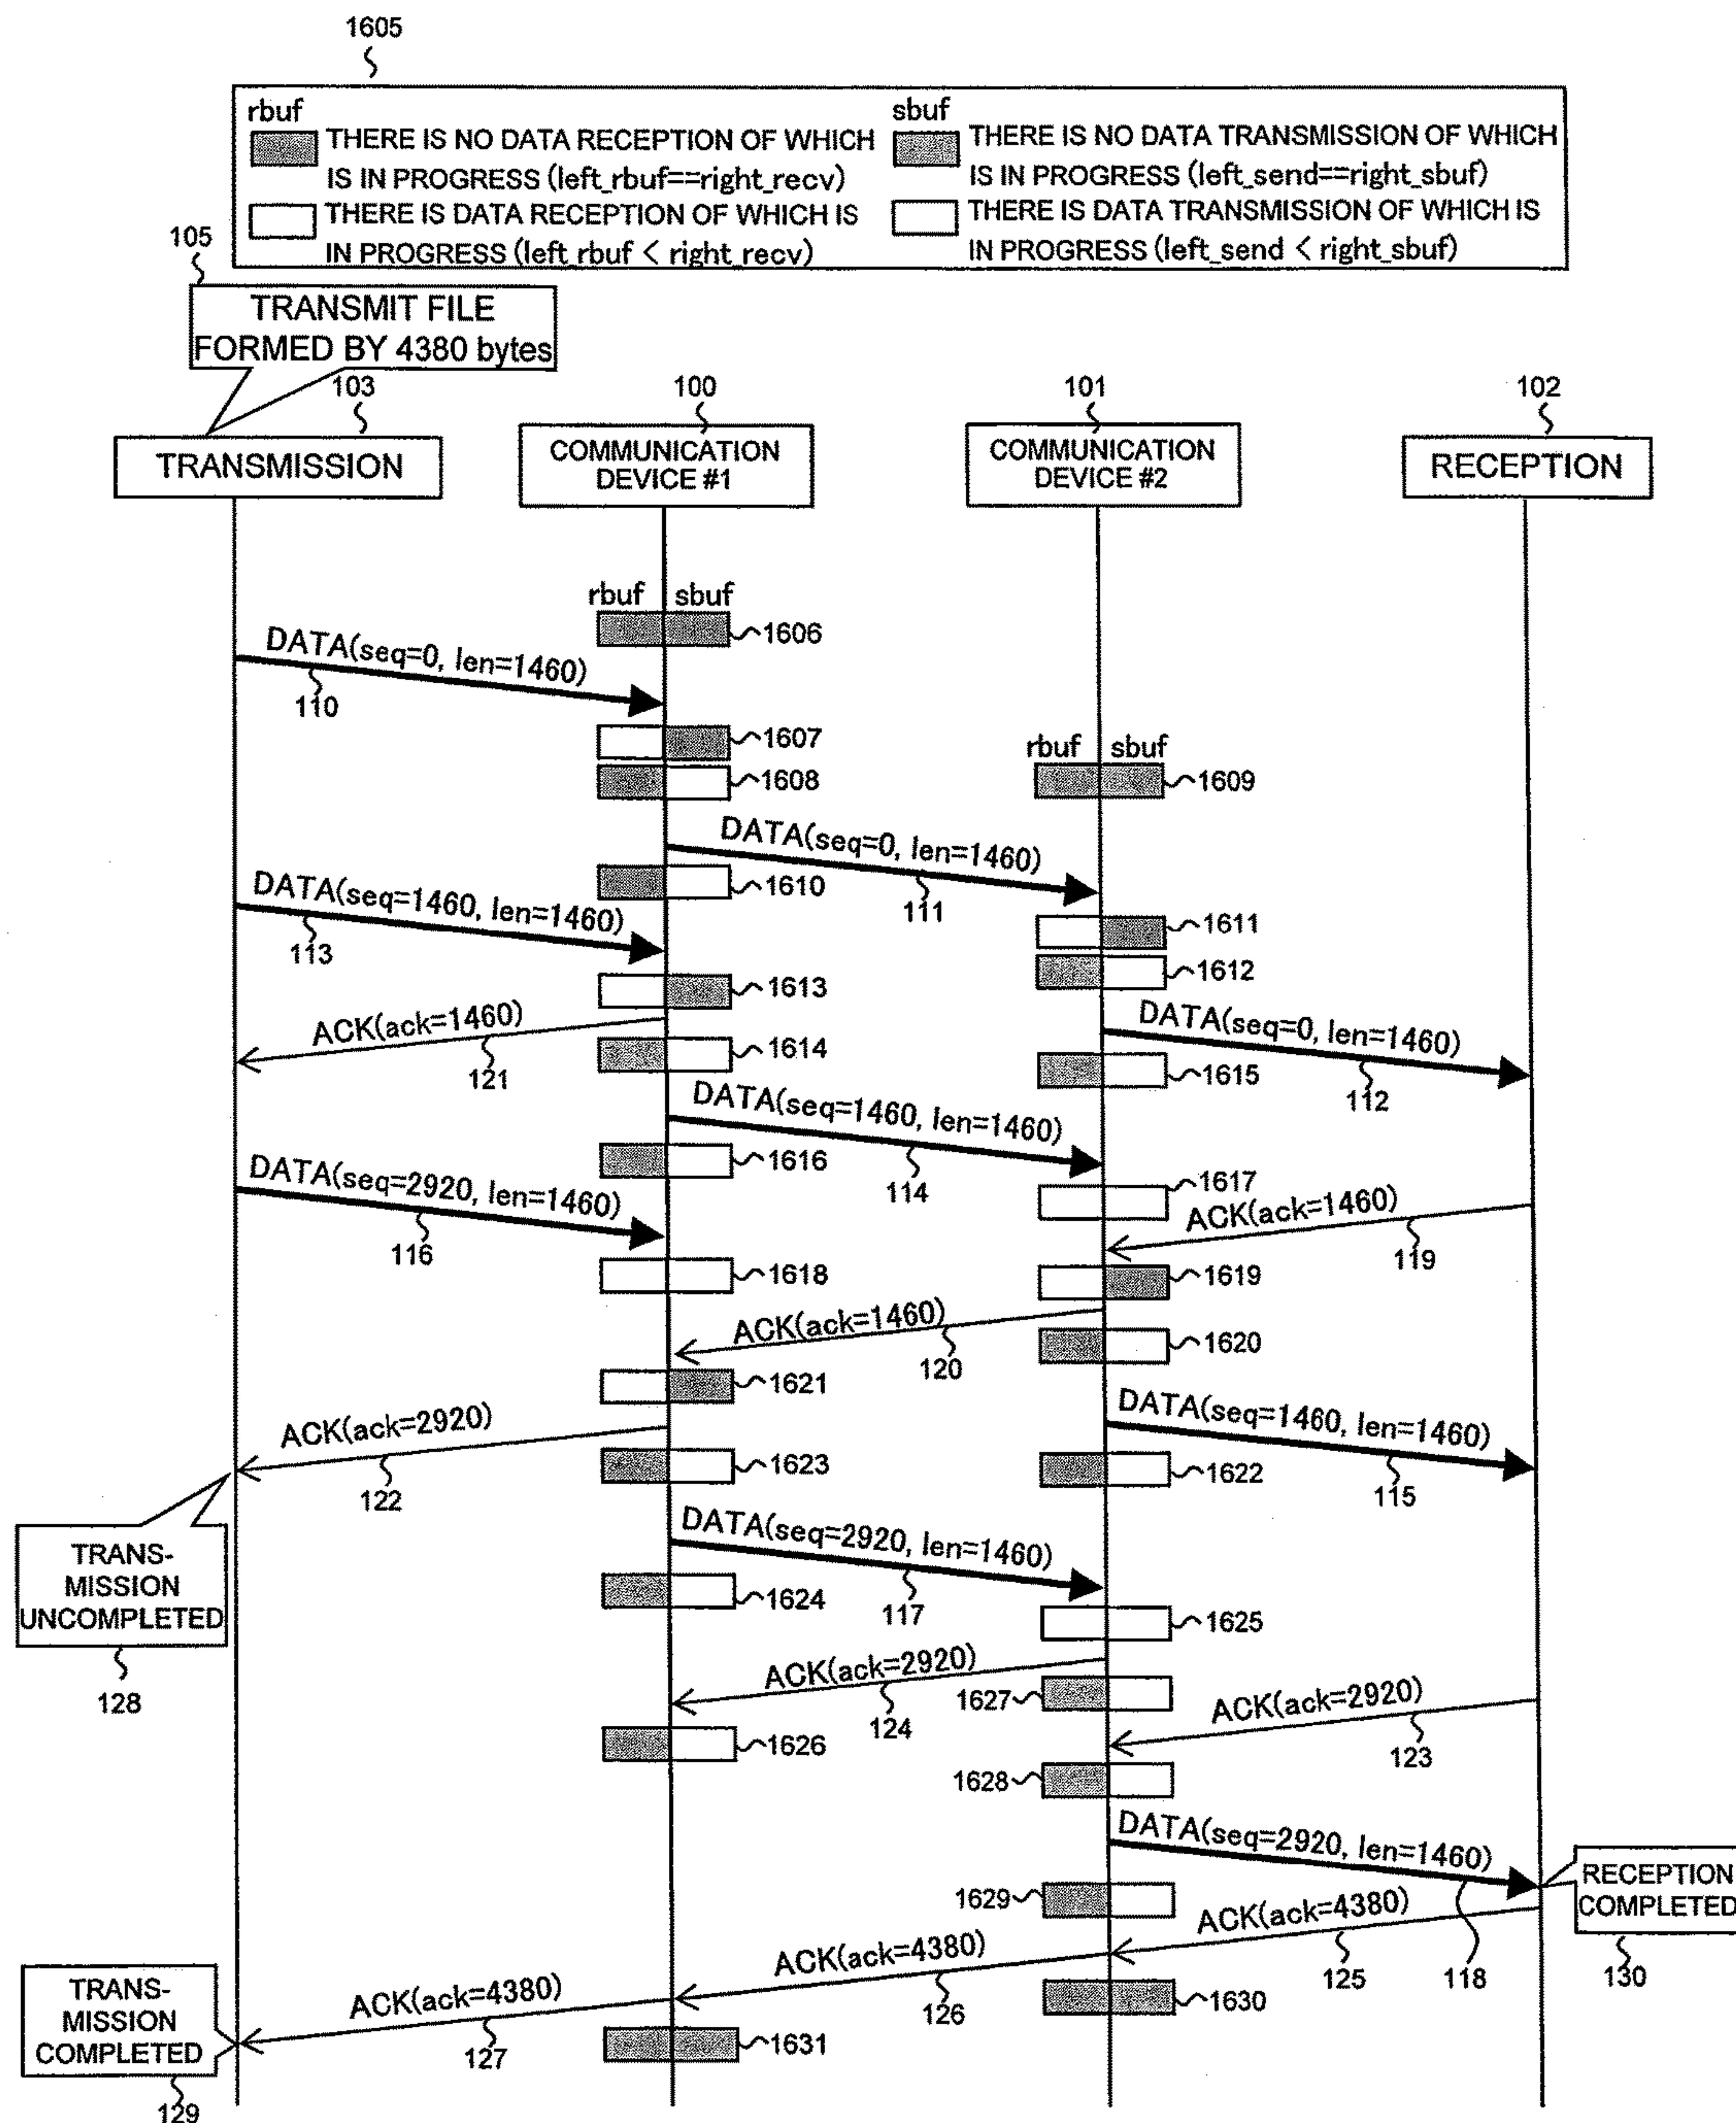 1605
rbuf
THERE IS NO DATA RECEPTION OF WHICH
IS IN PROGRESS (left_rbuf==right_recv)
THERE IS DATA RECEPTION OF WHICH IS
IN PROGRESS (left_rbuf < right_recv)
sbuf
THERE IS NO DATA TRANSMISSION OF WHICH
IS IN PROGRESS (left_send==right_sbuf)
THERE IS DATA TRANSMISSION OF WHICH IS
IN PROGRESS (left_send < right_sbuf)
105
TRANSMIT FILE
FORMED BY 4380 bytes
103
100
101
102
TRANSMISSION
COMMUNICATION
DEVICE #1
COMMUNICATION
DEVICE #2
RECEPTION
rbuf sbuf
1606
DATA(seq=0, len=1460)
110
1607
rbuf sbuf
1608
1609
DATA(seq=0, len=1460)
111
1610
DATA(seq=1460, len=1460)
113
1611
1612
1613
ACK(ack=1460)
121
DATA(seq=0, len=1460)
112
1614
1615
DATA(seq=1460, len=1460)
114
1616
DATA(seq=2920, len=1460)
116
1617
ACK(ack=1460)
119
1618
1619
ACK(ack=1460)
120
1620
1621
ACK(ack=2920)
122
DATA(seq=1460, len=1460)
115
1623
1622
TRANS-
MISSION
UNCOMPLETED
128
DATA(seq=2920, len=1460)
117
1624
1625
ACK(ack=2920)
124
1627
ACK(ack=2920)
123
1626
1628
DATA(seq=2920, len=1460)
118
RECEPTION
COMPLETED
130
1629
ACK(ack=4380)
125
ACK(ack=4380)
126
1630
TRANS-
MISSION
COMPLETED
129
ACK(ack=4380)
127
1631